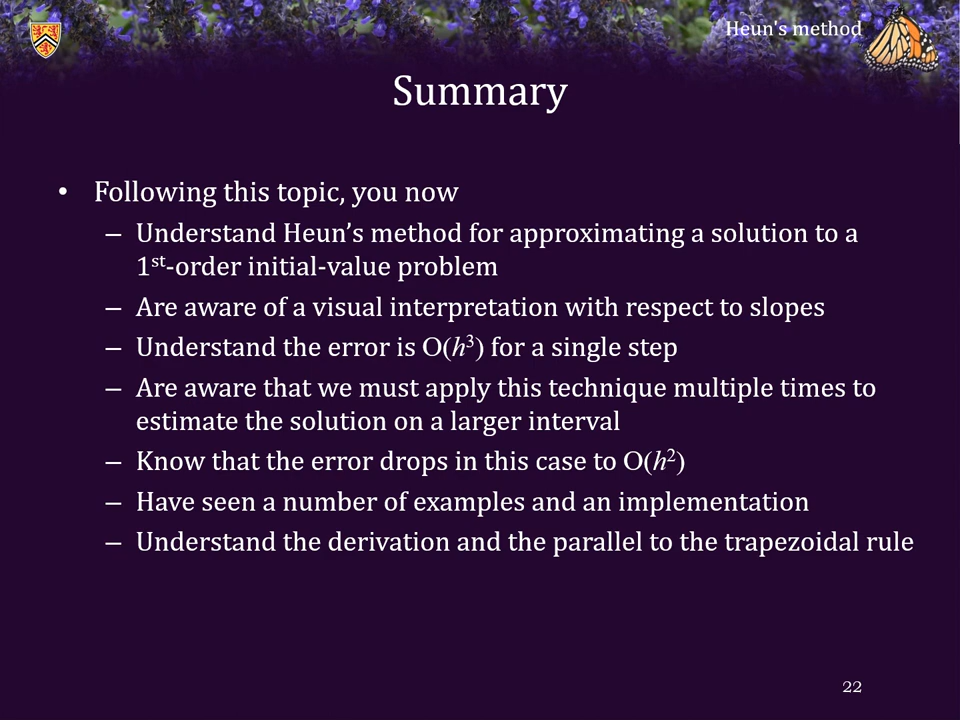 Heun's method
Summary
• Following this topic, you now
– Understand Heun’s method for approximating a solution to a
1st-order initial-value problem
– Are aware of a visual interpretation with respect to slopes
– Understand the error is O(h³) for a single step
– Are aware that we must apply this technique multiple times to
estimate the solution on a larger interval
– Know that the error drops in this case to O(h²)
– Have seen a number of examples and an implementation
– Understand the derivation and the parallel to the trapezoidal rule
22